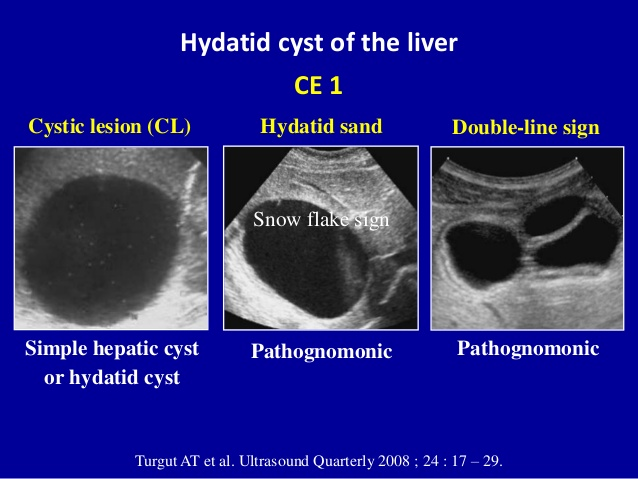 Hydatid cyst of the liver
CE 1
Cystic lesion (CL)
Hydatid sand
Double-line sign
Snow flake sign
Simple hepatic cyst
or hydatid cyst
Pathognomonic
Pathognomonic
Turgut AT et al. Ultrasound Quarterly 2008 ; 24 : 17 – 29.